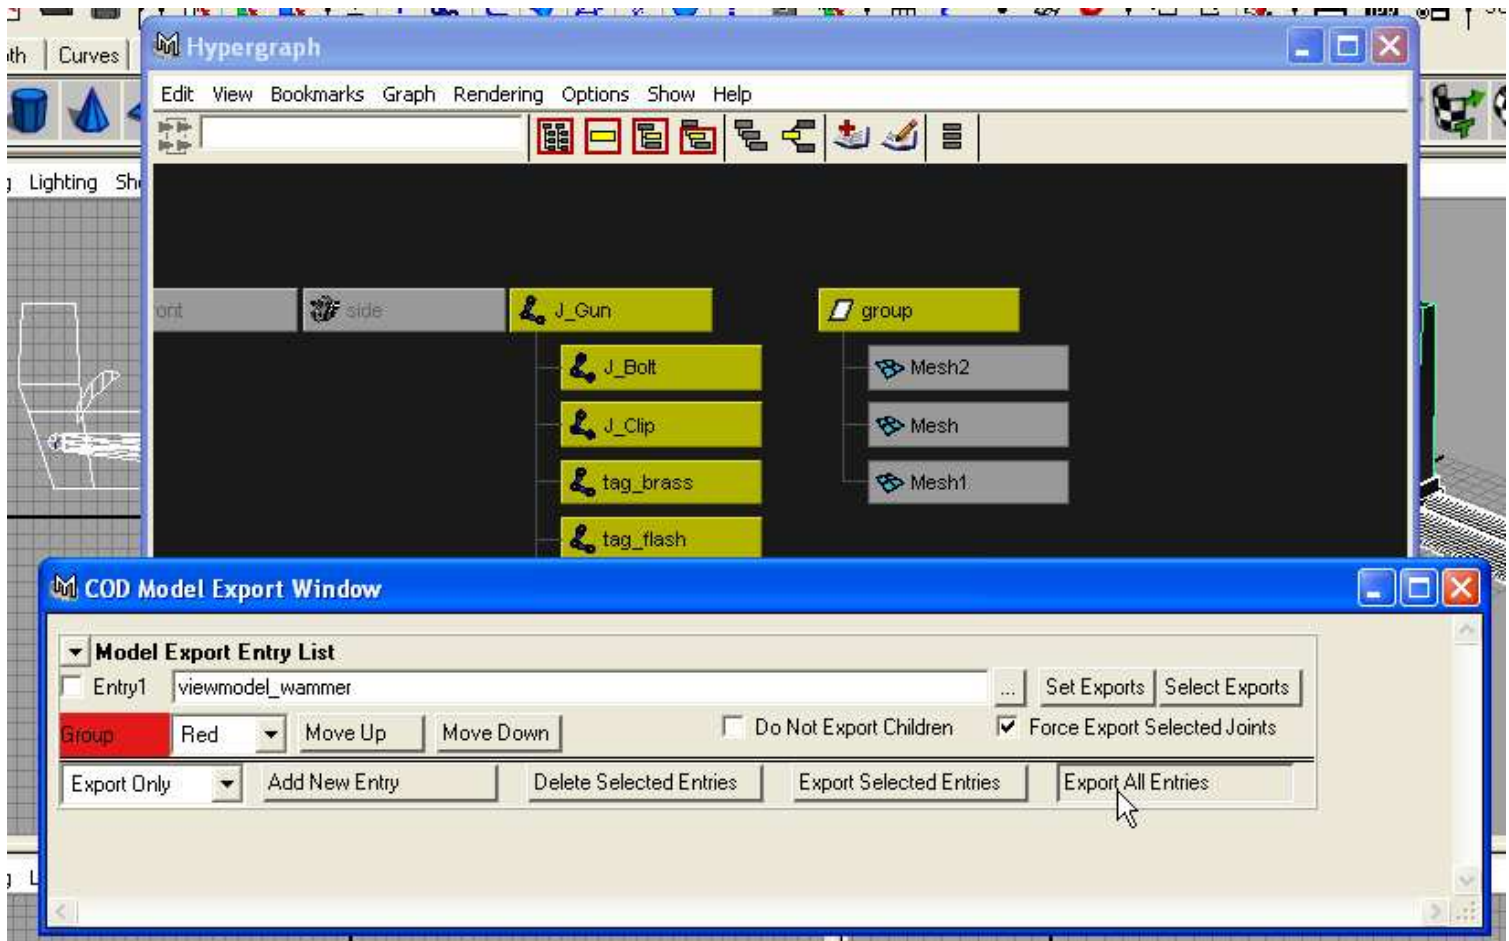 Hypergraph
Curves
Edit View Bookmarks Graph Rendering Options Show Help
Lighting
side J_Gun group
J_Bolt Mesh2
J_Clip Mesh
tag_brass Mesh1
tag_flash
COD Model Export Window
Model Export Entry List
Entry1 viewmodel_wammer ... Set Exports Select Exports
Group Red Move Up Move Down Do Not Export Children Force Export Selected Joints
Export Only Add New Entry Delete Selected Entries Export Selected Entries Export All Entries